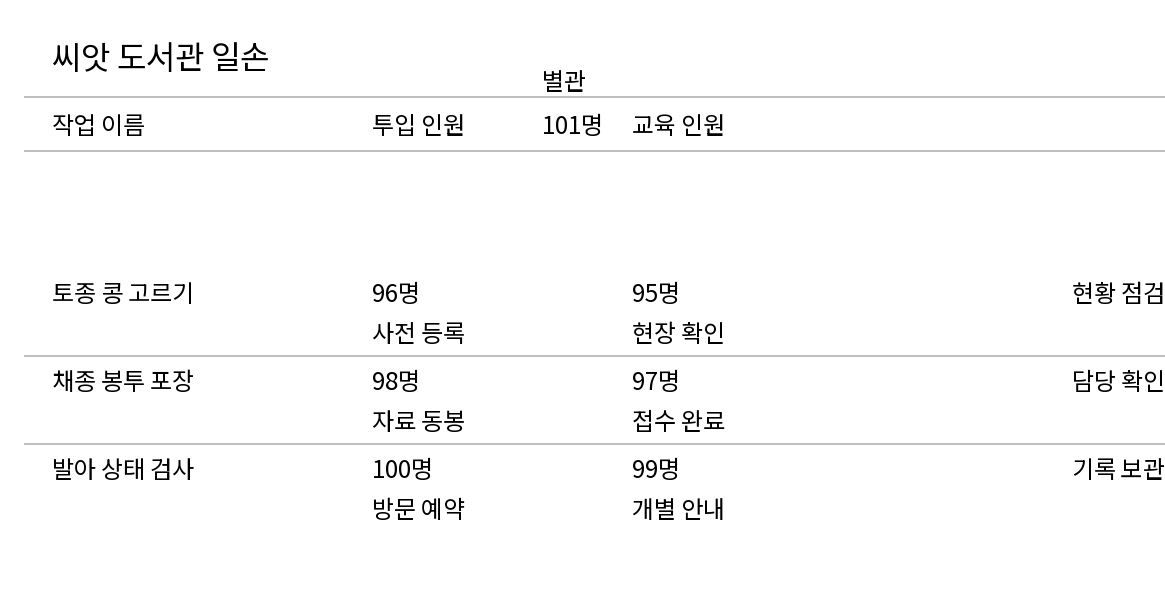 씨앗 도서관 일손
별관
작업 이름 투입 인원 101명 교육 인원
토종 콩 고르기 96명 95명 현황 점검
사전 등록 현장 확인
채종 봉투 포장 98명 97명 담당 확인
자료 동봉 접수 완료
발아 상태 검사 100명 99명 기록 보관
방문 예약 개별 안내